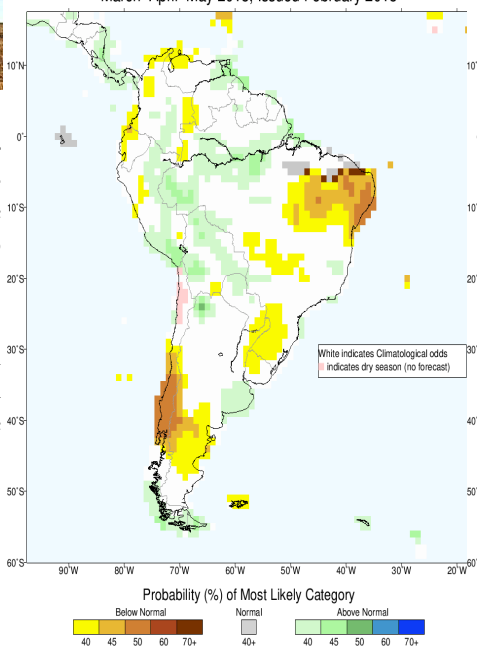 10°N
0°
10°S
20°S
30°S
40°S
50°S
60°S
White indicates Climatological odds
indicates dry season (no forecast)
90°W 80°W 70°W 60°W 50°W 40°W 30°W 20°W
Probability (%) of Most Likely Category
Below Normal Normal Above Normal
40 45 50 60 70+ 40+ 40 45 50 60 70+